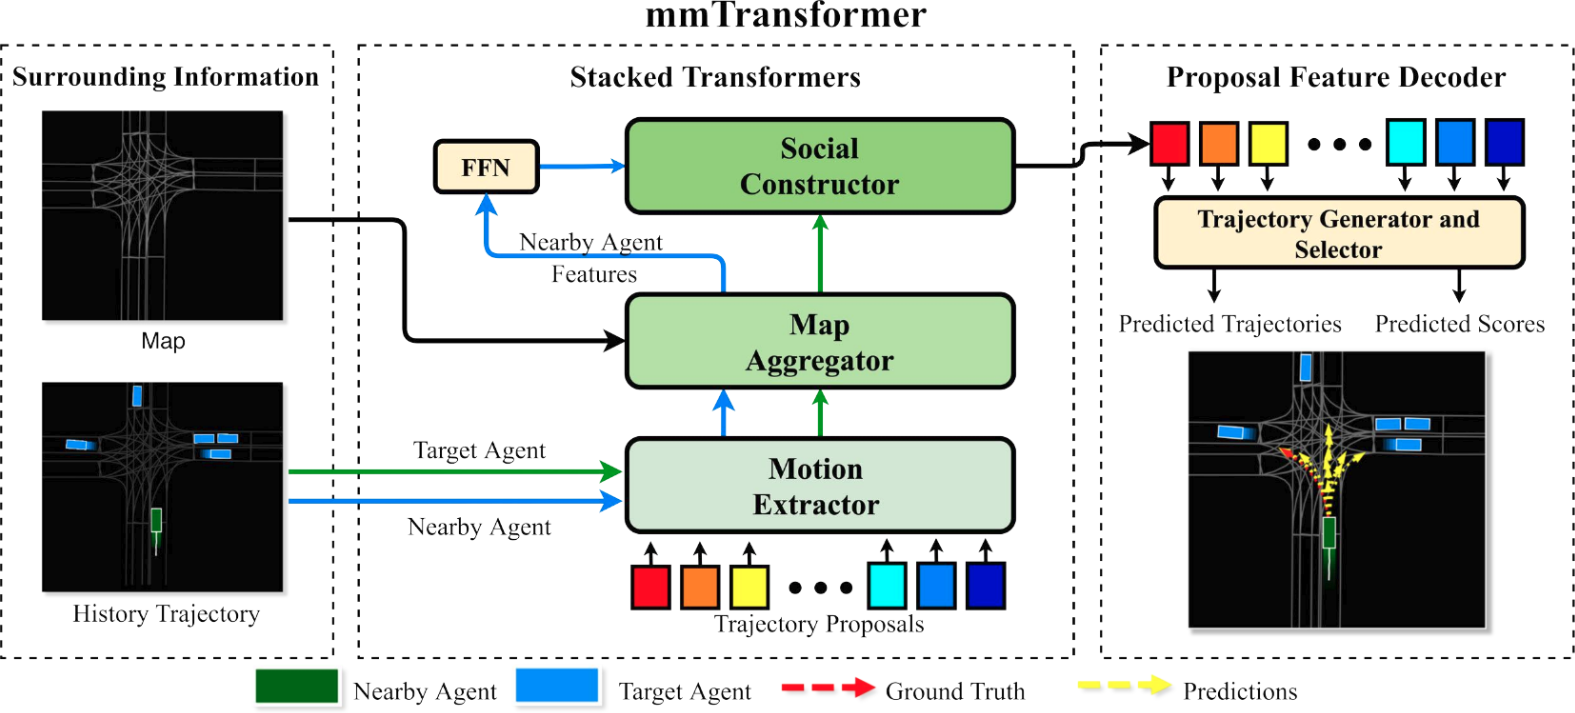 mmTransformer
Surrounding Information
Map
History Trajectory
Stacked Transformers
FFN
Social
Constructor
Nearby Agent
Features
Map
Aggregator
Target Agent
Nearby Agent
Motion
Extractor
Trajectory Proposals
Proposal Feature Decoder
Trajectory Generator and
Selector
Predicted Trajectories
Predicted Scores
Nearby Agent
Target Agent
Ground Truth
Predictions